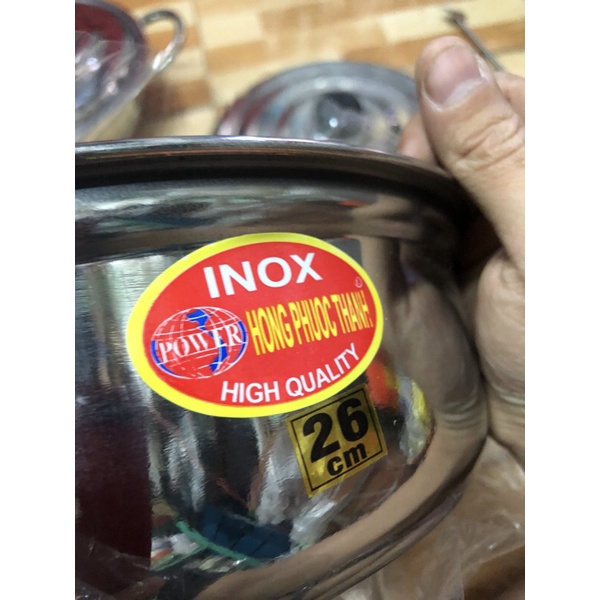 INOX
POWER
HONG PHUOC THANH
®
HIGH QUALITY
26
cm